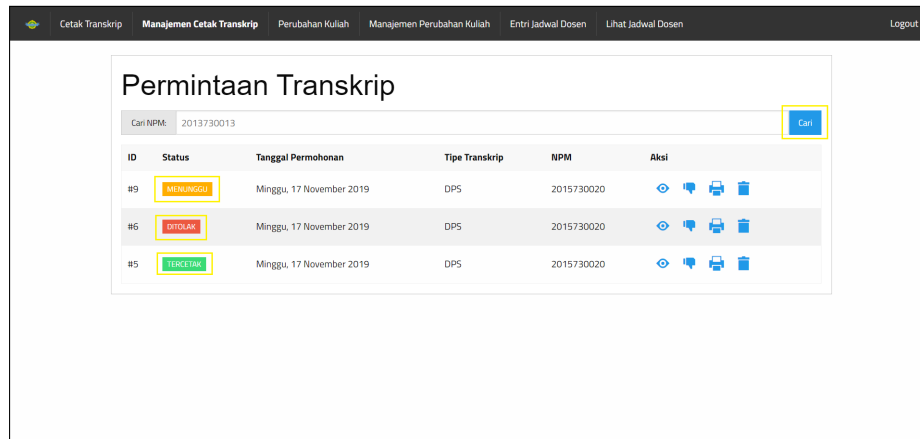 Cetak Transkrip Manajemen Cetak Transkrip Perubahan Kuliah Manajemen Perubahan Kuliah Entri Jadwal Dosen Lihat Jadwal Dosen Logout
Permintaan Transkrip
Cari NPM: 2013730013 Cari
ID Status Tanggal Permohonan Tipe Transkrip NPM Aksi
#9 MENUNGGU Minggu, 17 November 2019 DPS 2015730020
#6 DITOLAK Minggu, 17 November 2019 DPS 2015730020
#5 TERCETAK Minggu, 17 November 2019 DPS 2015730020